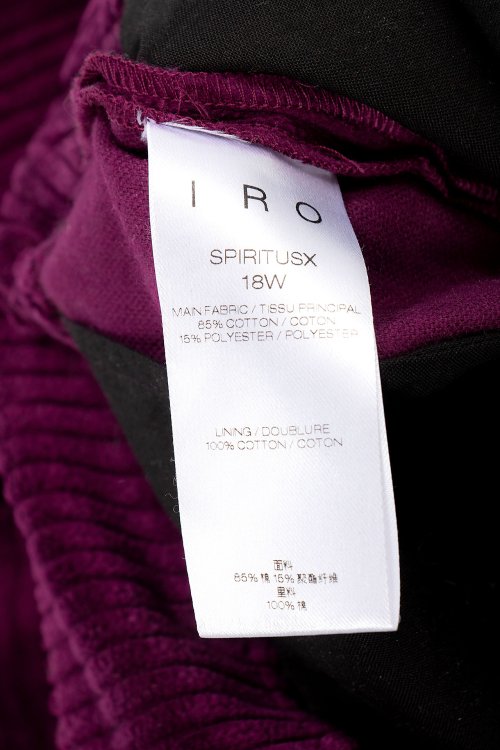 IRO
SPIRITUSX
18W
MAIN FABRIC / TISSU PRINCIPAL
85% COTTON / COTON
15% POLYESTER / POLYESTER
LINING / DOUBLURE
100% COTTON / COTON
面料
85% 棉 15% 聚酯纤维
里料
100% 棉